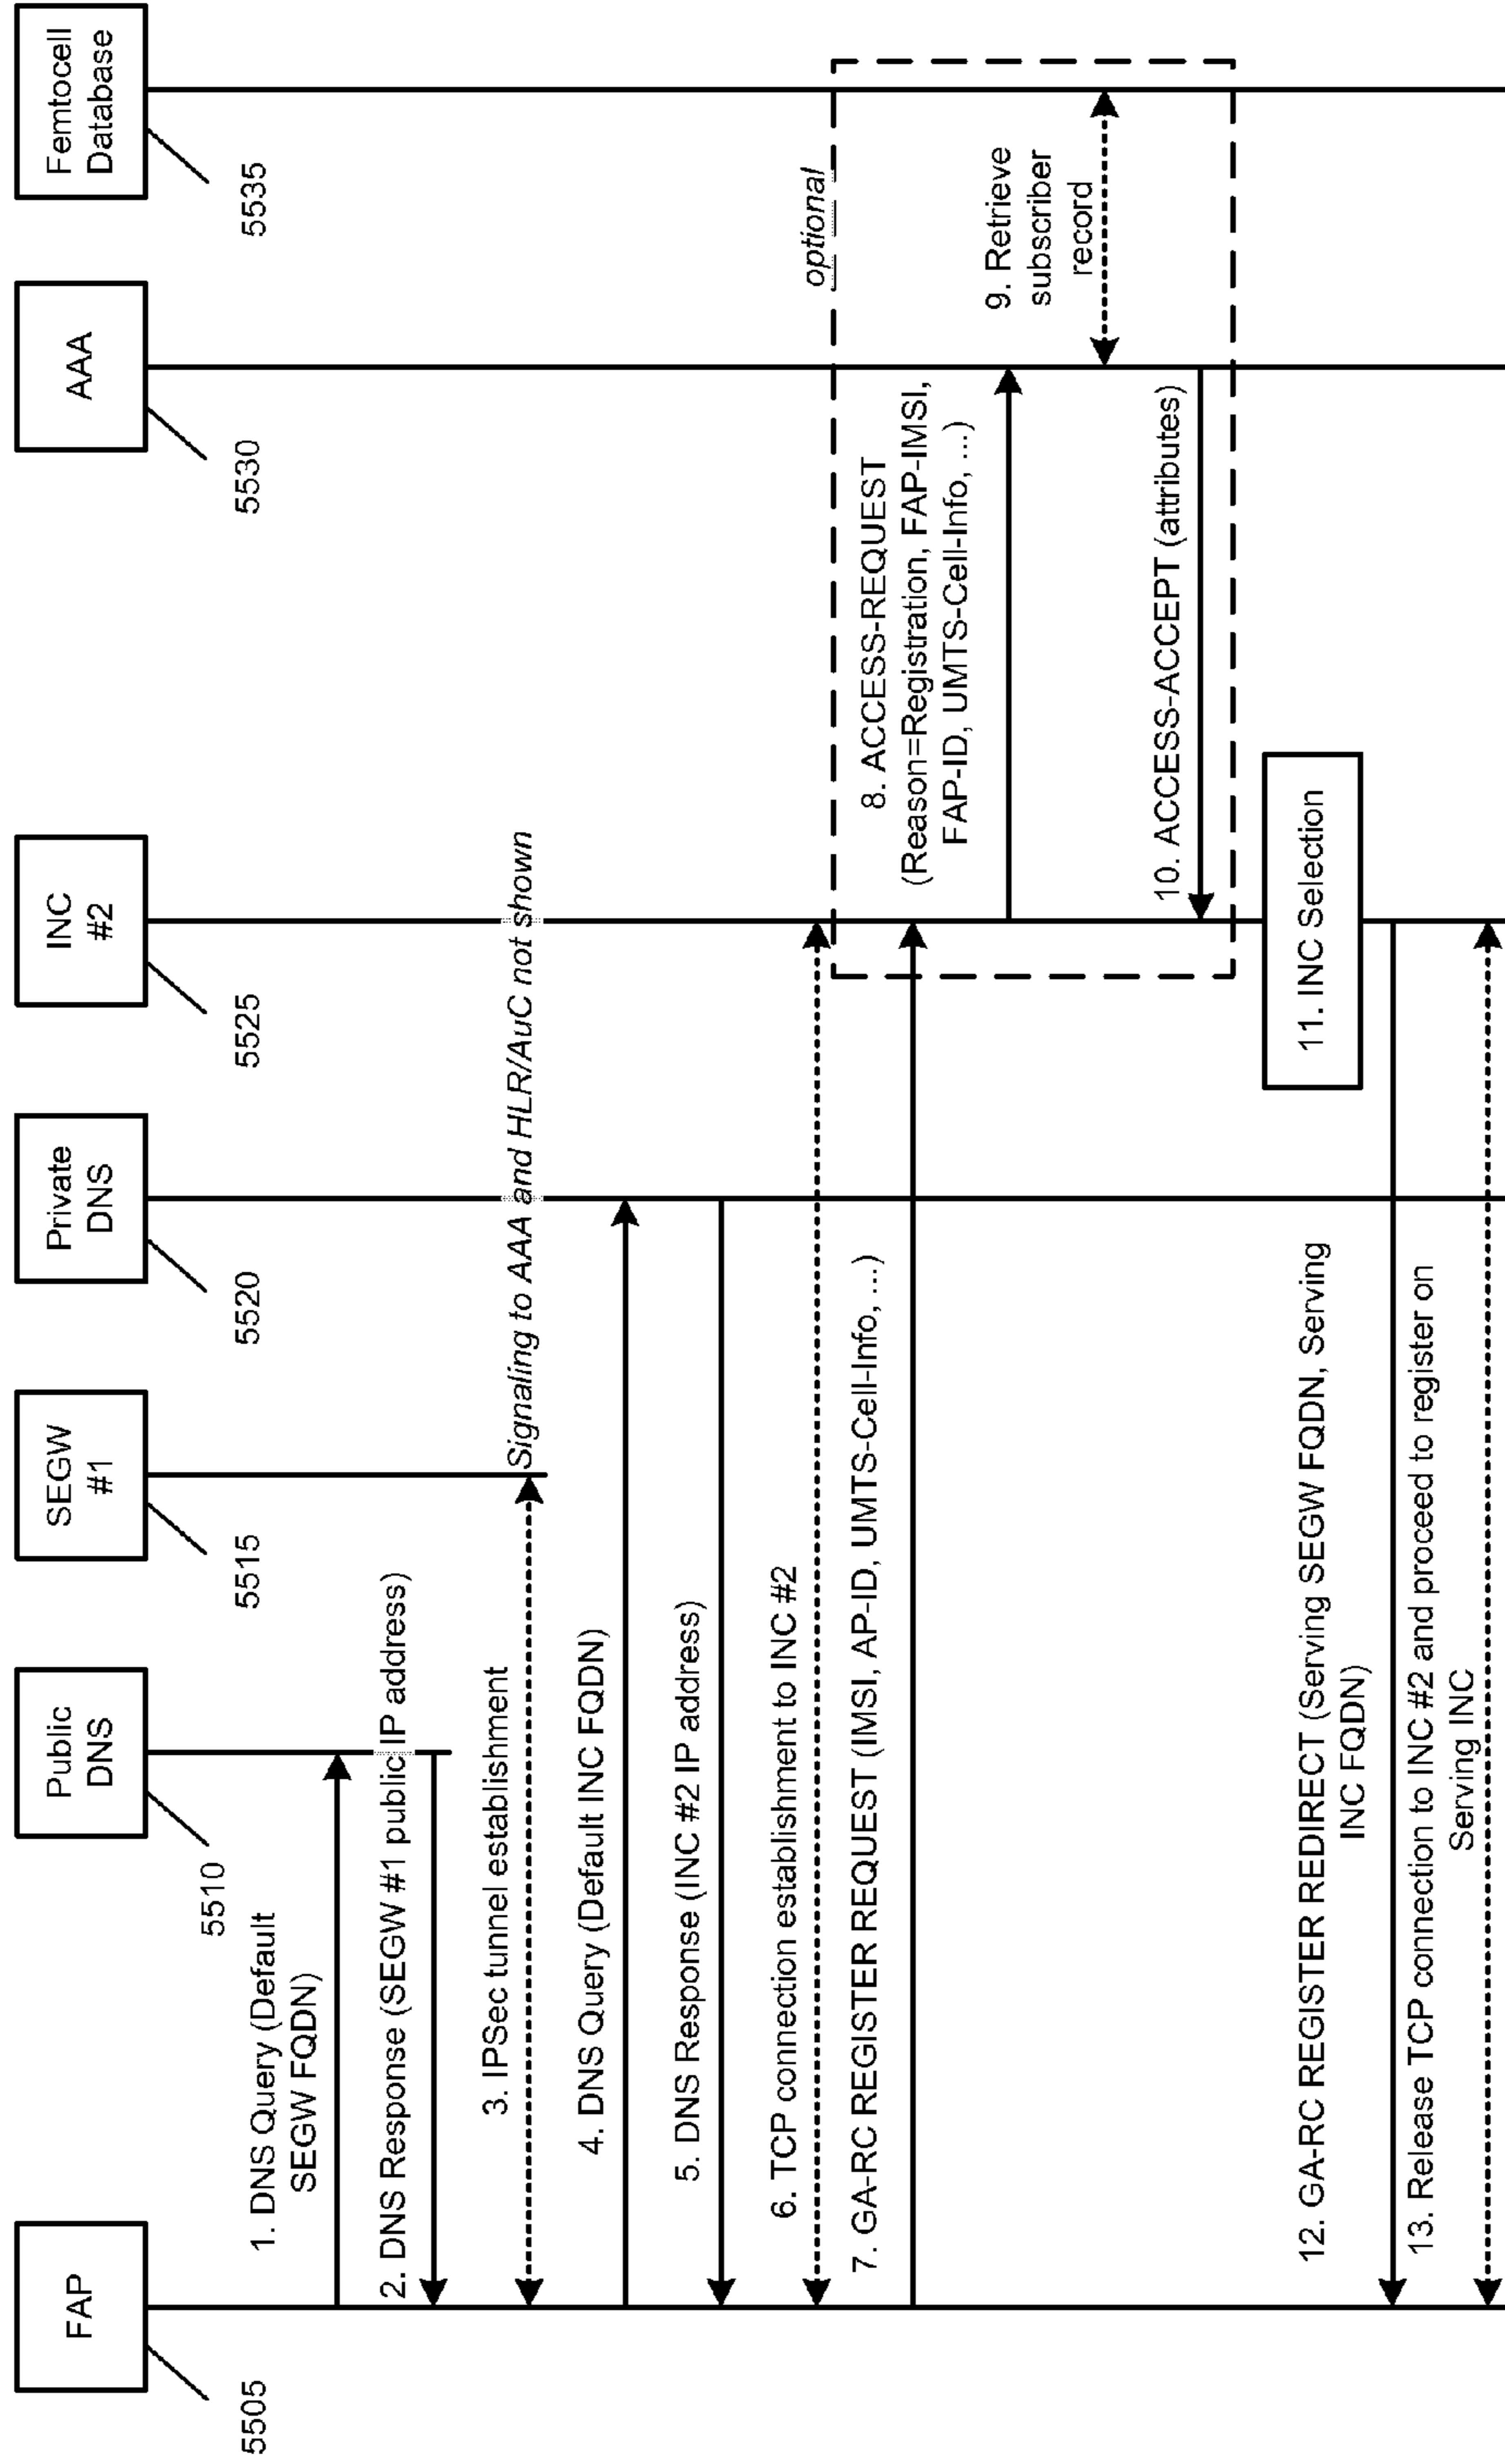 FAP
5505
Public
DNS
5510
SEGW
#1
5515
Private
DNS
5520
INC
#2
5525
AAA
5530
Femtocell
Database
5535
1. DNS Query (Default
SEGW FQDN)
2. DNS Response (SEGW #1 public IP address)
3. IPSec tunnel establishment
Signaling to AAA and HLR/AuC not shown
4. DNS Query (Default INC FQDN)
5. DNS Response (INC #2 IP address)
6. TCP connection establishment to INC #2
7. GA-RC REGISTER REQUEST (IMSI, AP-ID, UMTS-Cell-Info, ...)
optional
8. ACCESS-REQUEST
(Reason=Registration, FAP-IMSI,
FAP-ID, UMTS-Cell-Info, ...)
9. Retrieve
subscriber
record
10. ACCESS-ACCEPT (attributes)
11. INC Selection
12. GA-RC REGISTER REDIRECT (Serving SEGW FQDN, Serving
INC FQDN)
13. Release TCP connection to INC #2 and proceed to register on
Serving INC